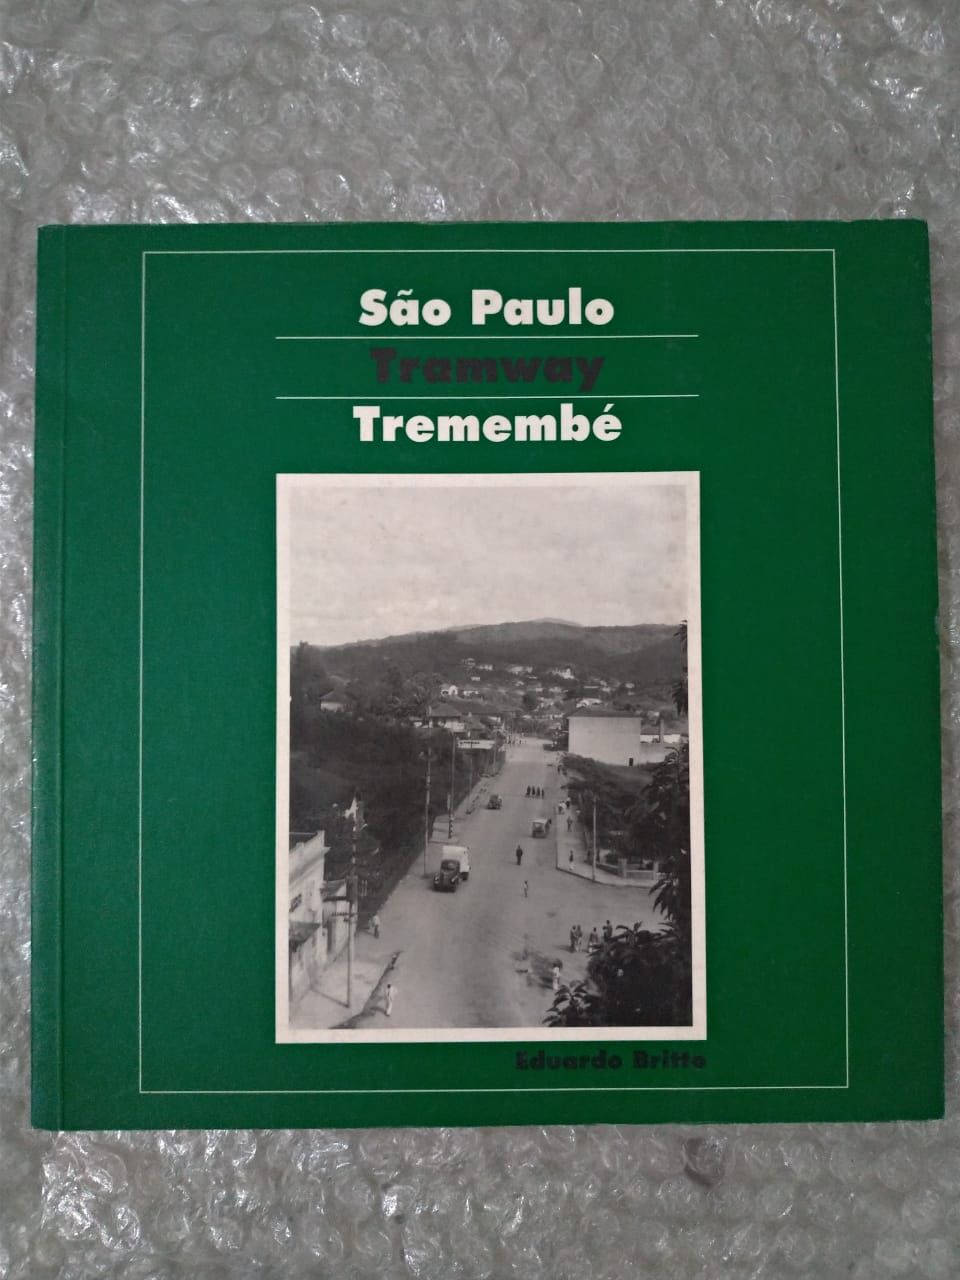 São Paulo
Tramway
Tremembé
Eduardo Britto